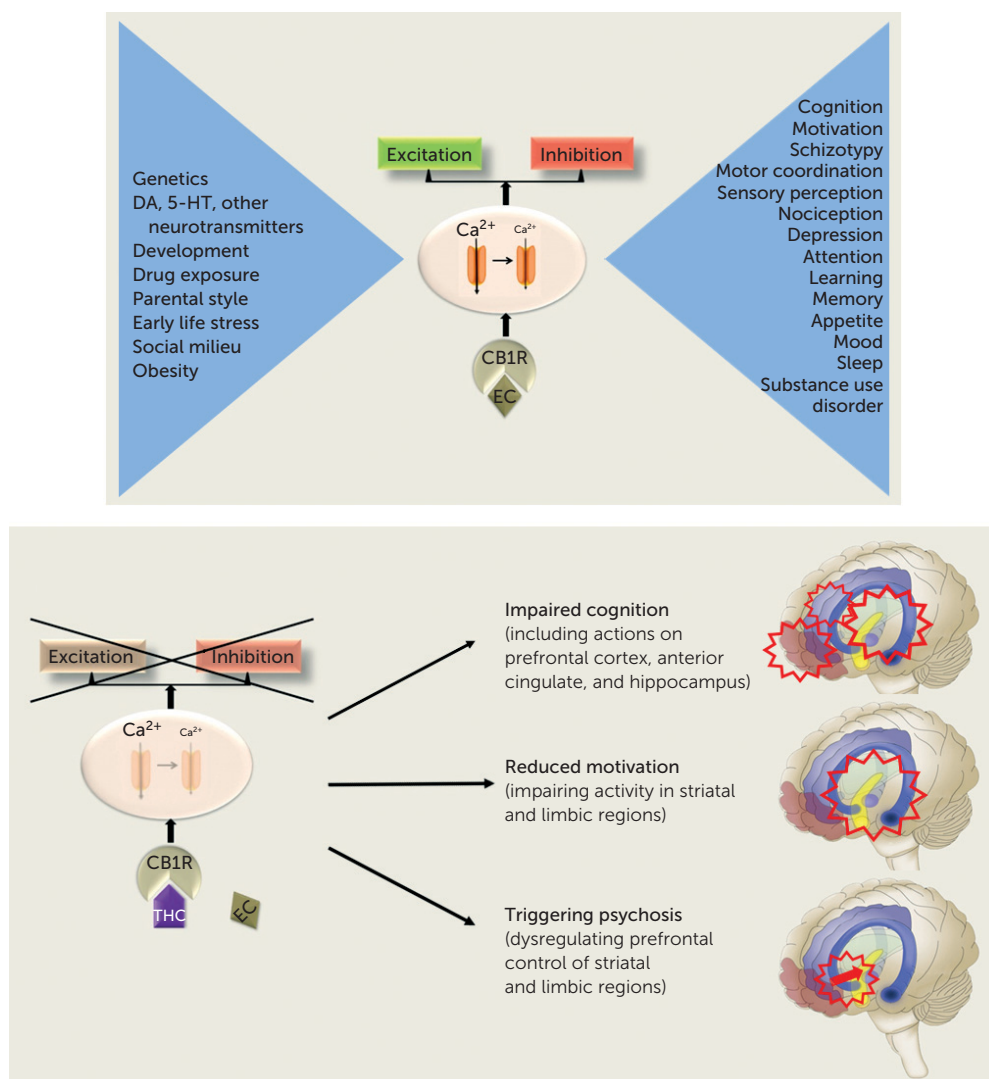 Genetics
DA, 5-HT, other
neurotransmitters
Development
Drug exposure
Parental style
Early life stress
Social milieu
Obesity
Excitation
Inhibition
Ca2+
Ca2+
CB1R
EC
Cognition
Motivation
Schizotypy
Motor coordination
Sensory perception
Nociception
Depression
Attention
Learning
Memory
Appetite
Mood
Sleep
Substance use
disorder
Excitation
Inhibition
Ca2+
Ca2+
CB1R
THC
EC
Impaired cognition
(including actions on
prefrontal cortex, anterior
cingulate, and hippocampus)
Reduced motivation
(impairing activity in striatal
and limbic regions)
Triggering psychosis
(dysregulating prefrontal
control of striatal
and limbic regions)